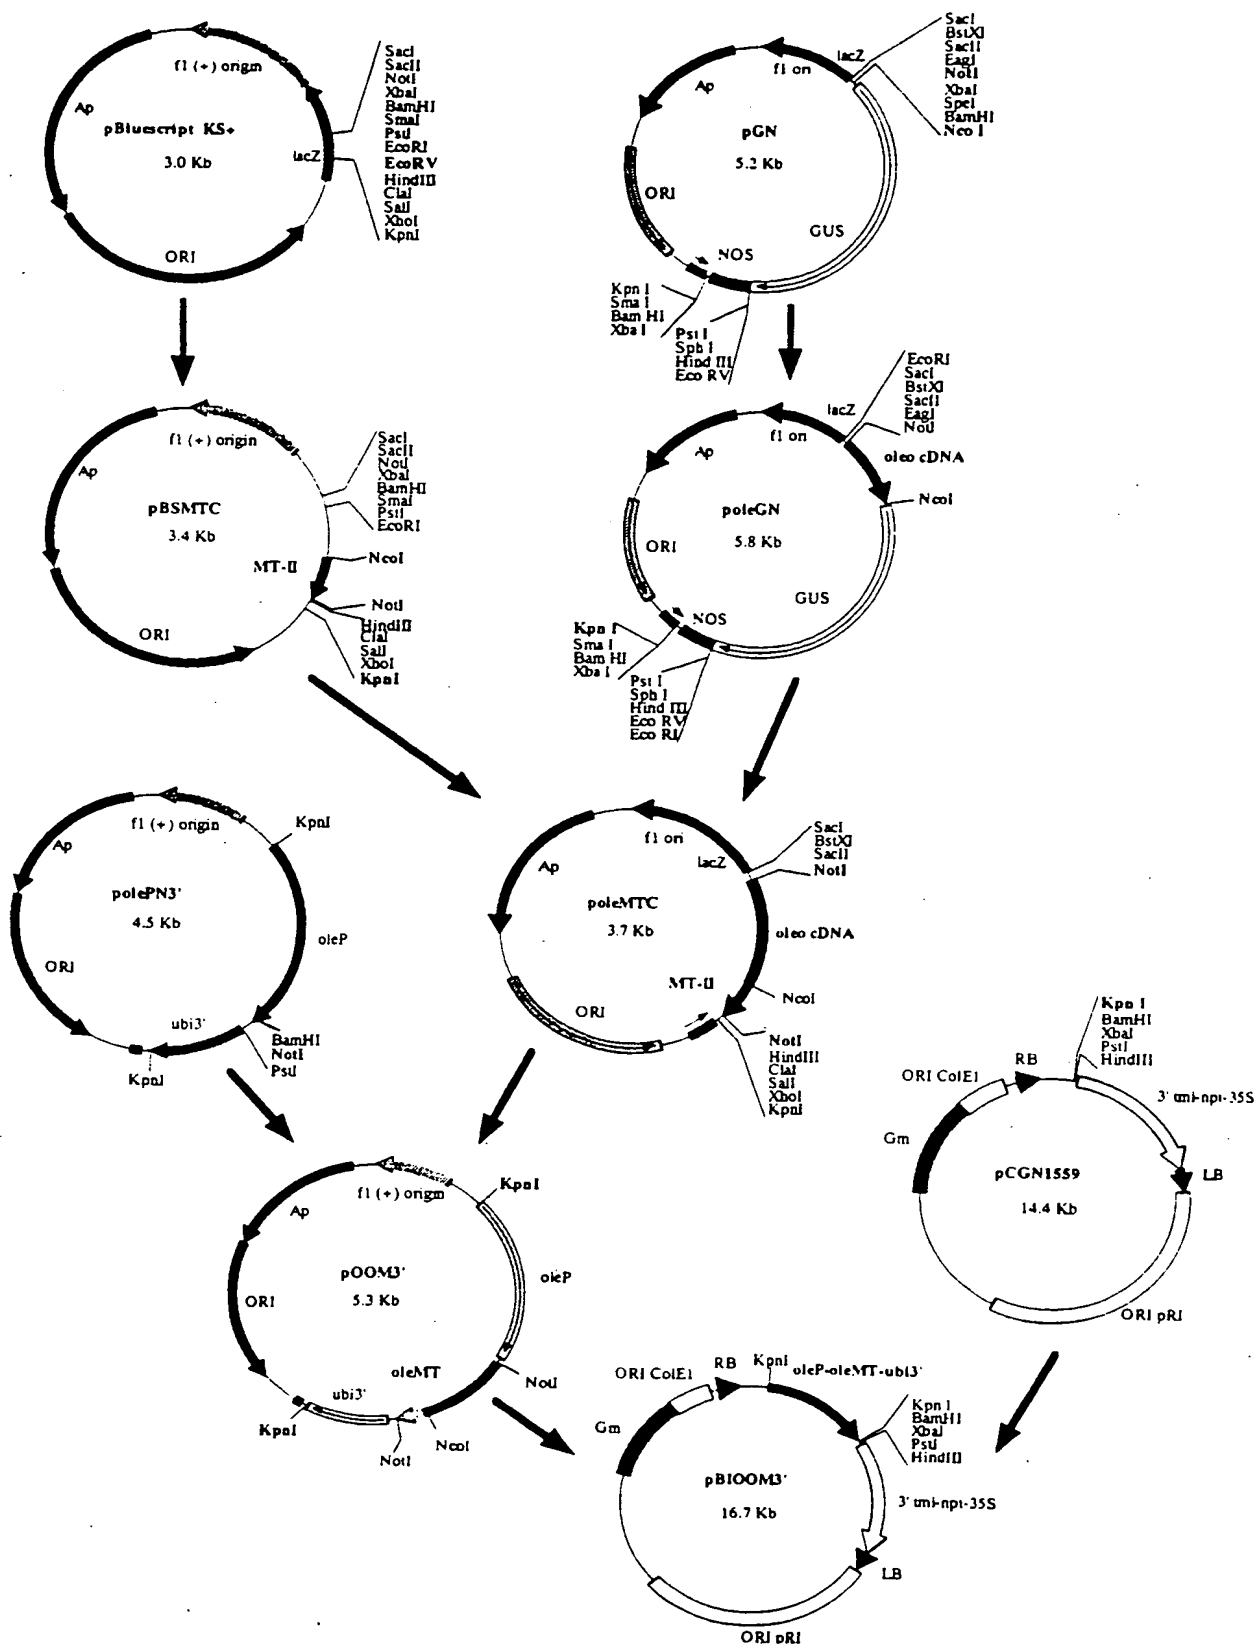 f1 (+) origin
Ap
pBluescript KS+
3.0 Kb
lacZ
ORI
SacI
SacII
NotI
XbaI
BamHI
SmaI
PstI
EcoRI
EcoRV
HindIII
ClaI
SalI
XhoI
KpnI
f1 ori
lacZ
Ap
pGN
5.2 Kb
ORI
GUS
NOS
SacI
BstXI
SacII
EagI
NotI
XbaI
SpeI
BamHI
Nco I
Kpn I
Sma I
Bam HI
Xba I
Pst I
Sph I
Hind III
Eco RV
f1 (+) origin
Ap
pBSMTC
3.4 Kb
MT-II
ORI
SacI
SacII
NotI
XbaI
BamHI
SmaI
PstI
EcoRI
NcoI
NotI
HindIII
ClaI
SalI
XhoI
KpnI
f1 ori
lacZ
Ap
poleGN
5.8 Kb
ORI
GUS
NOS
EcoRI
SacI
BstXI
SacII
EagI
NotI
oleo cDNA
NcoI
Kpn I
Sma I
Bam HI
Xba I
Pst I
Sph I
Hind III
Eco RV
Eco RI
f1 (+) origin
KpnI
Ap
polePN3'
4.5 Kb
oleP
ORI
ubi3'
BamHI
NotI
PstI
KpnI
f1 ori
lacZ
Ap
poleMTC
3.7 Kb
SacI
BstXI
SacII
NotI
oleo cDNA
MT-II
NcoI
ORI
NotI
HindIII
ClaI
SalI
XhoI
KpnI
Kpn I
BamHI
XbaI
PstI
HindIII
RB
ORI ColE1
3' tml-npt-35S
Gm
pCGN1559
14.4 Kb
LB
ORI pRI
f1 (+) origin
KpnI
Ap
pOOM3'
5.3 Kb
oleP
ORI
oleMT
NotI
ubi3'
KpnI
NotI
NcoI
RB
KpnI
oleP-oleMT-ubi3'
ORI ColE1
Gm
Kpn I
BamHI
XbaI
PstI
HindIII
pBIOOM3'
16.7 Kb
3' tml-npt-35S
LB
ORI pRI